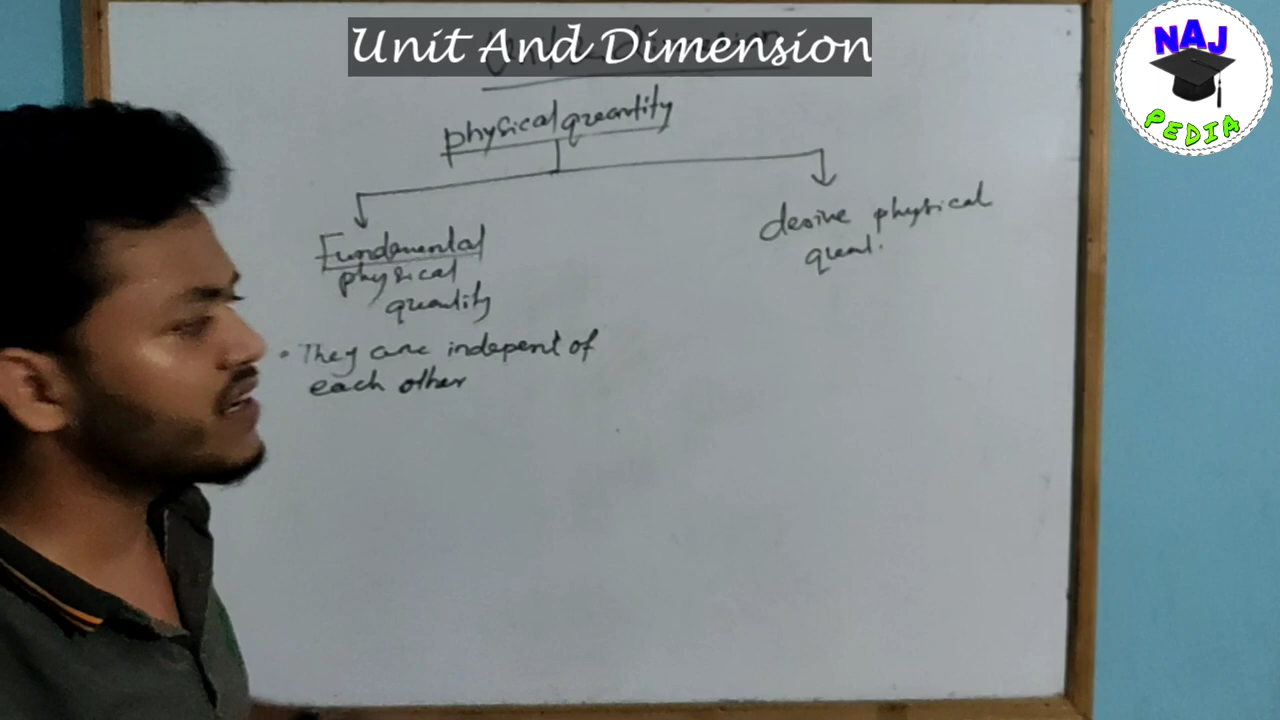 Unit And Dimension
NAJ
PEDIA
physical quantity
Fundamental
physical
quantity
derive physical
quant.
• They are indepent of
each other